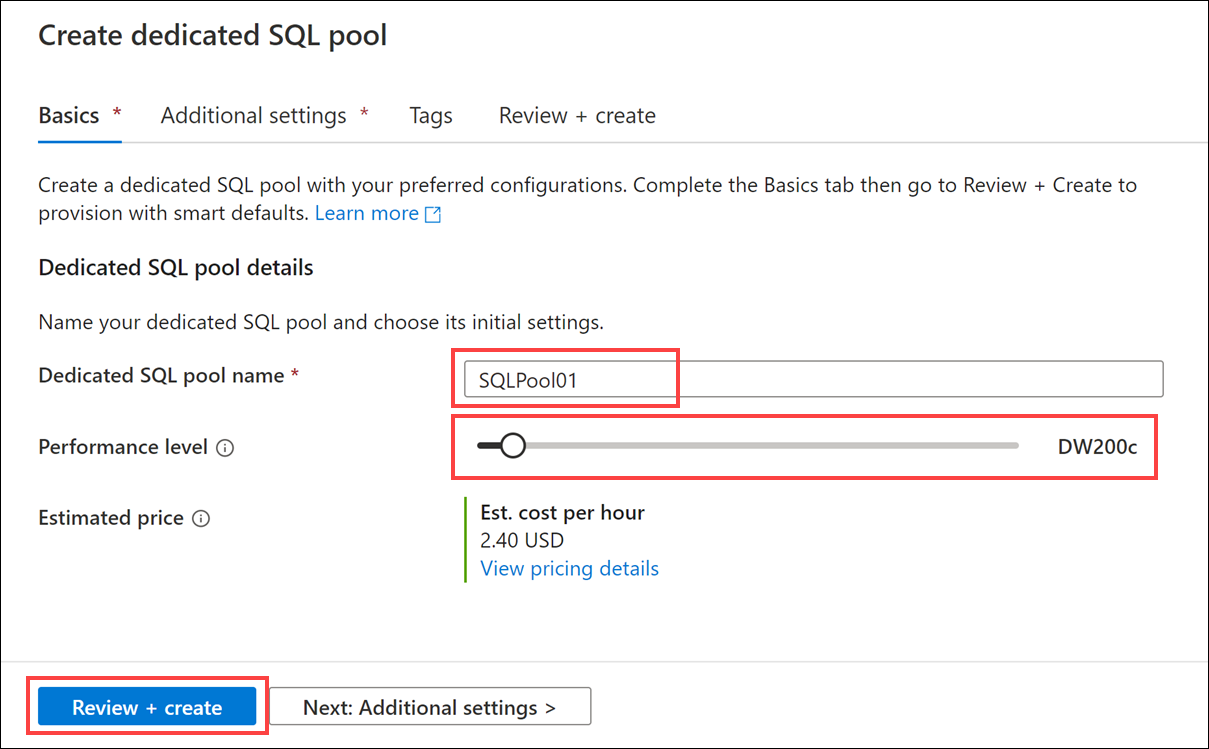 Create dedicated SQL pool
Basics * Additional settings * Tags Review + create
Create a dedicated SQL pool with your preferred configurations. Complete the Basics tab then go to Review + Create to
provision with smart defaults. Learn more
Dedicated SQL pool details
Name your dedicated SQL pool and choose its initial settings.
Dedicated SQL pool name * SQLPool01
Performance level DW200c
Estimated price Est. cost per hour
2.40 USD
View pricing details
Review + create Next: Additional settings >